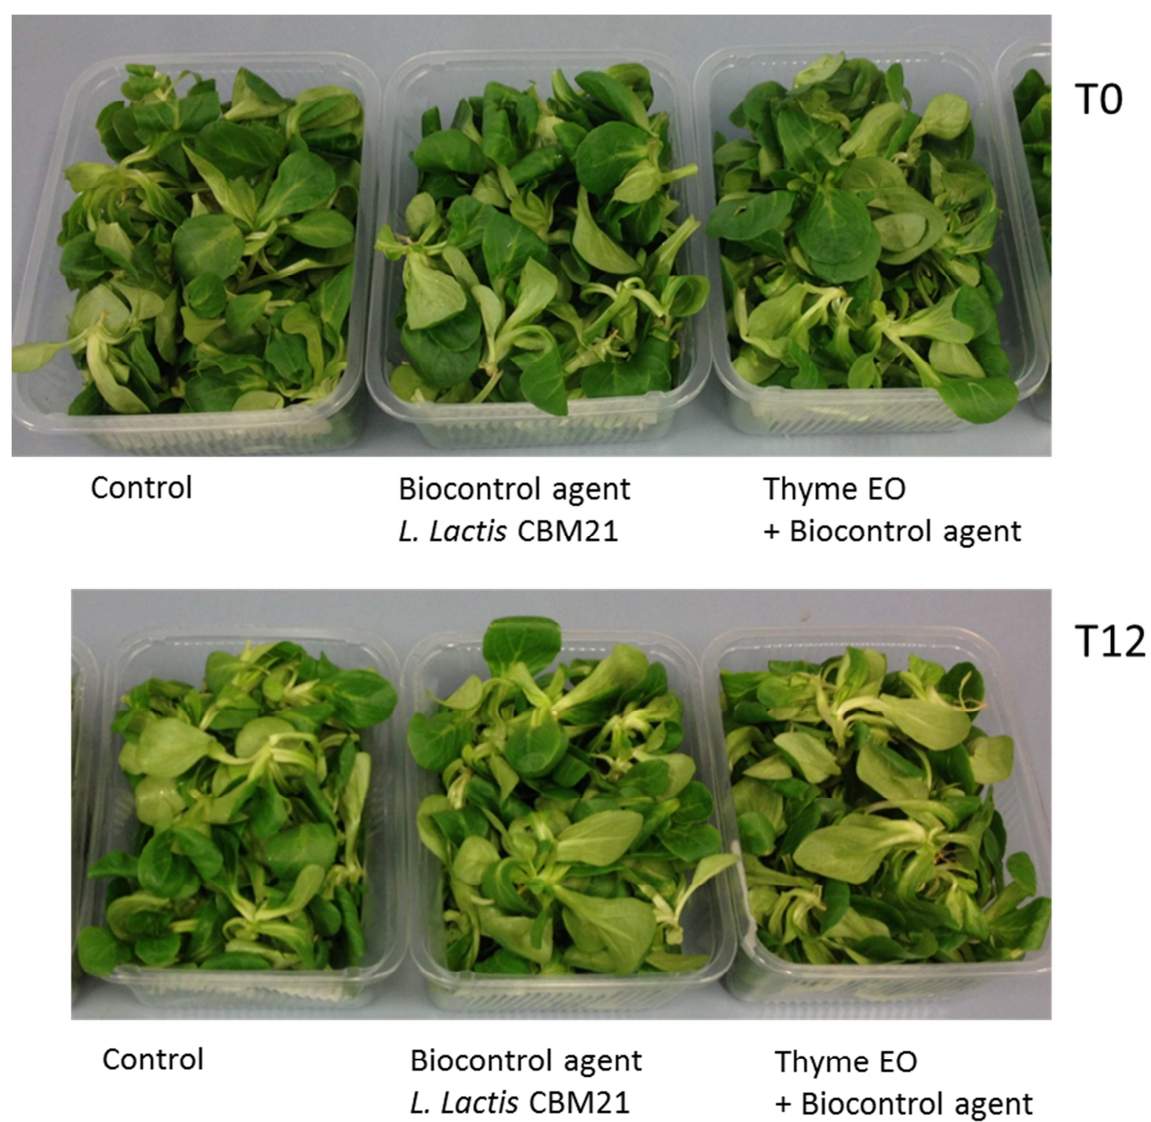 T0
Control
Biocontrol agent
L. Lactis CBM21
Thyme EO
+ Biocontrol agent
T12
Control
Biocontrol agent
L. Lactis CBM21
Thyme EO
+ Biocontrol agent